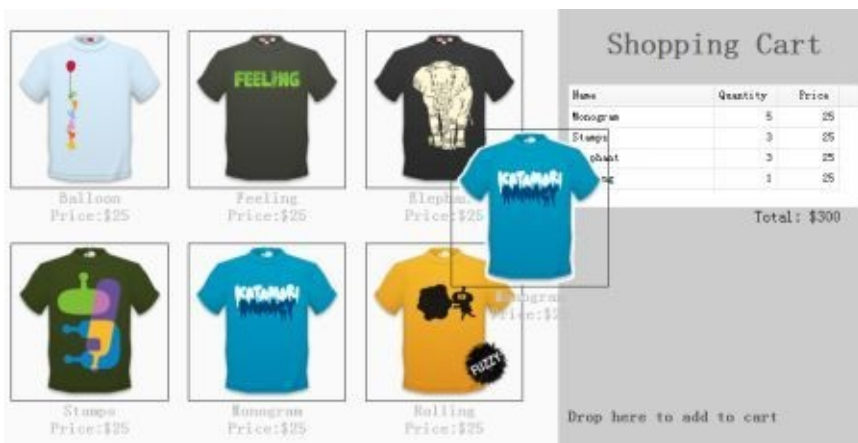 Shopping Cart
FEELING
Name Quantity Price
Monogram 5 25
Stamps 3 25
phant 3 25
1 25
KATAMARI
Balloon
Price:$25
Feeling
Price:$25
Elepha
Price:$25
Total: $300
KATAMARI
FUZZY
Stamps
Price:$25
Monogram
Price:$25
Rolling
Price:$25
Drop here to add to cart